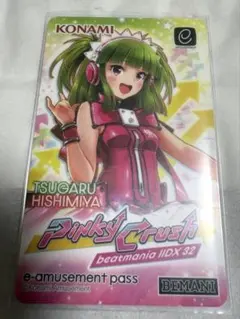 KONAMI
e
TSUGARU
HISHIMIYA
Pinky Crush
beatmania IIDX 32
e-amusement pass
BEMANI